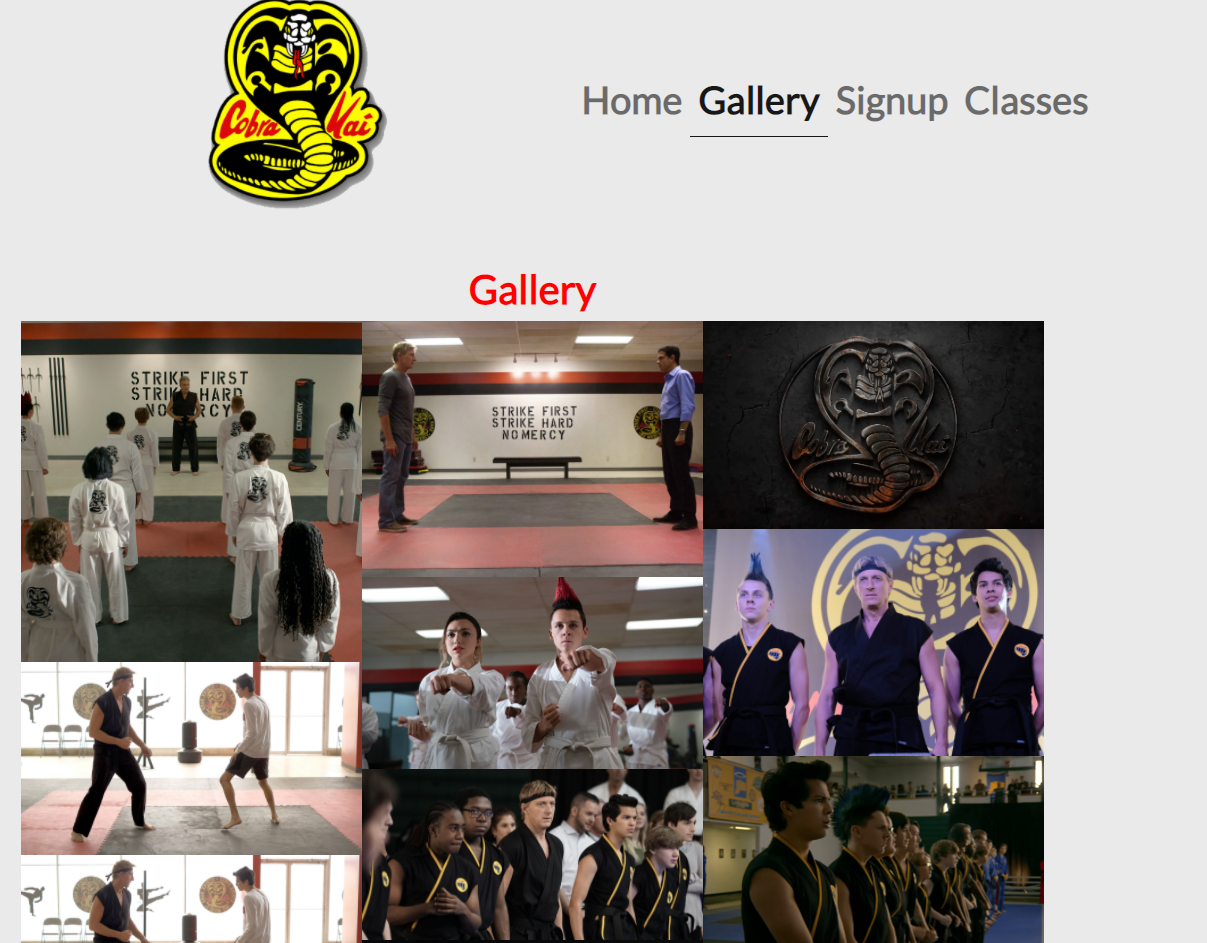 Cobra Kai
Home Gallery Signup Classes
Gallery
STRIKE FIRST
STRIKE HARD
NO MERCY
CENTURY
STRIKE FIRST
STRIKE HARD
NO MERCY
Cobra Kai